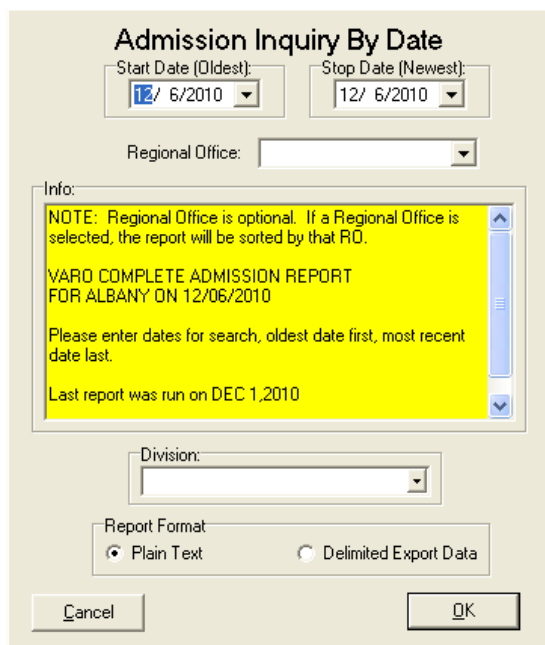 Admission Inquiry By Date
Start Date (Oldest): Stop Date (Newest):
12/ 6/2010 12/ 6/2010
Regional Office:
Info:
NOTE: Regional Office is optional. If a Regional Office is
selected, the report will be sorted by that RO.
VARO COMPLETE ADMISSION REPORT
FOR ALBANY ON 12/06/2010
Please enter dates for search, oldest date first, most recent
date last.
Last report was run on DEC 1,2010
Division:
Report Format
Plain Text Delimited Export Data
Cancel OK